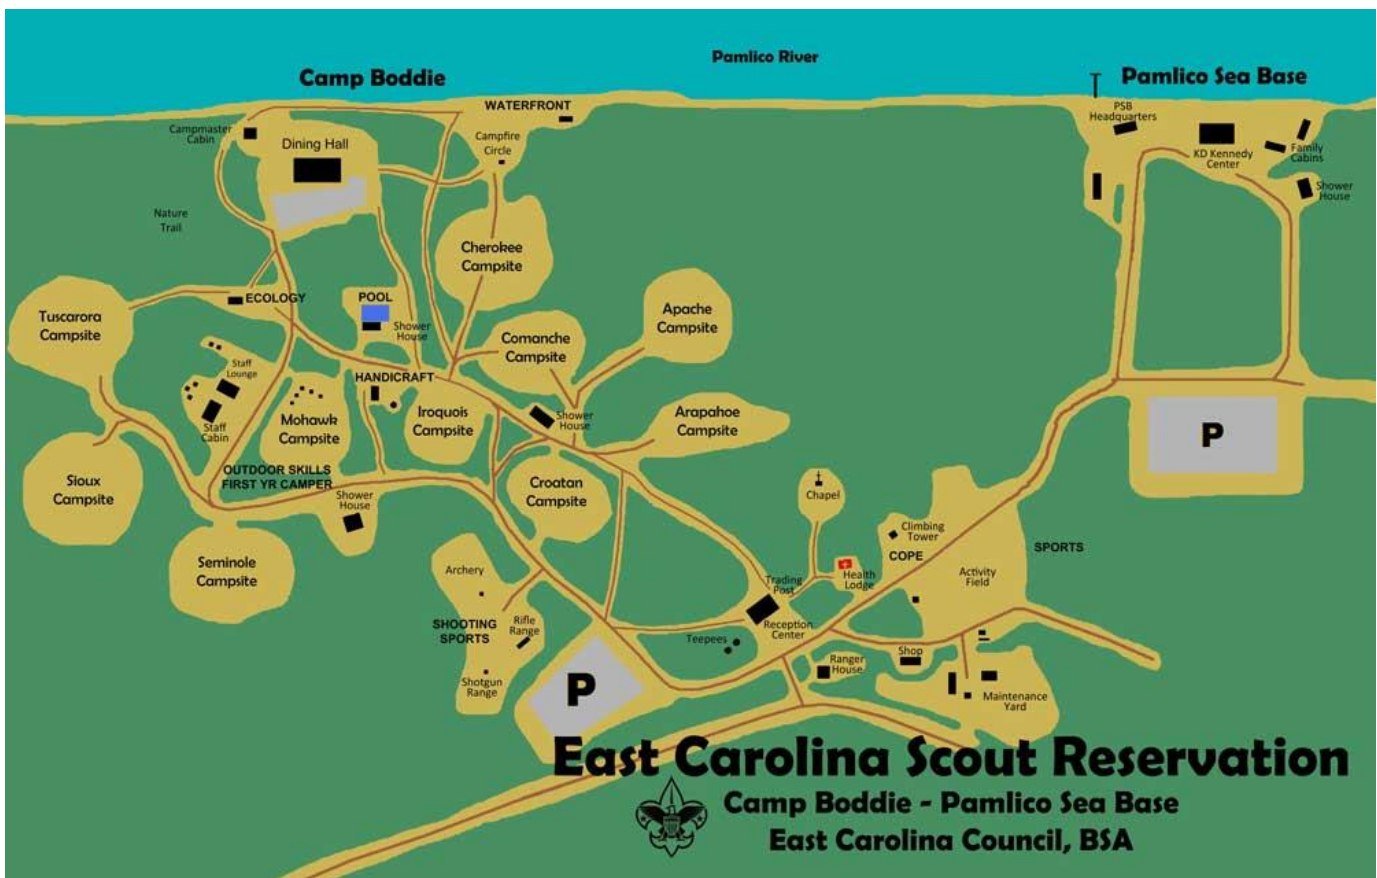 Pamlico River
Camp Boddie
Pamlico Sea Base
WATERFRONT
PSB
Headquarters
Campmaster
Cabin
Dining Hall
Campfire
Circle
KD Kennedy
Center
Family
Cabins
Shower
House
Nature
Trail
Cherokee
Campsite
ECOLOGY
POOL
Tuscarora
Campsite
Shower
House
Apache
Campsite
Comanche
Campsite
Staff
Lounge
HANDICRAFT
Mohawk
Campsite
Iroquois
Campsite
Shower
House
Arapahoe
Campsite
Staff
Cabin
P
Sioux
Campsite
OUTDOOR SKILLS
FIRST YR CAMPER
Shower
House
Croatan
Campsite
Chapel
Climbing
Tower
COPE
SPORTS
Seminole
Campsite
Archery
Trading
Post
Health
Lodge
Activity
Field
SHOOTING
SPORTS
Rifle
Range
Teepees
Reception
Center
Shotgun
Range
P
Ranger
House
Shop
Maintenance
Yard
East Carolina Scout Reservation
Camp Boddie - Pamlico Sea Base
East Carolina Council, BSA